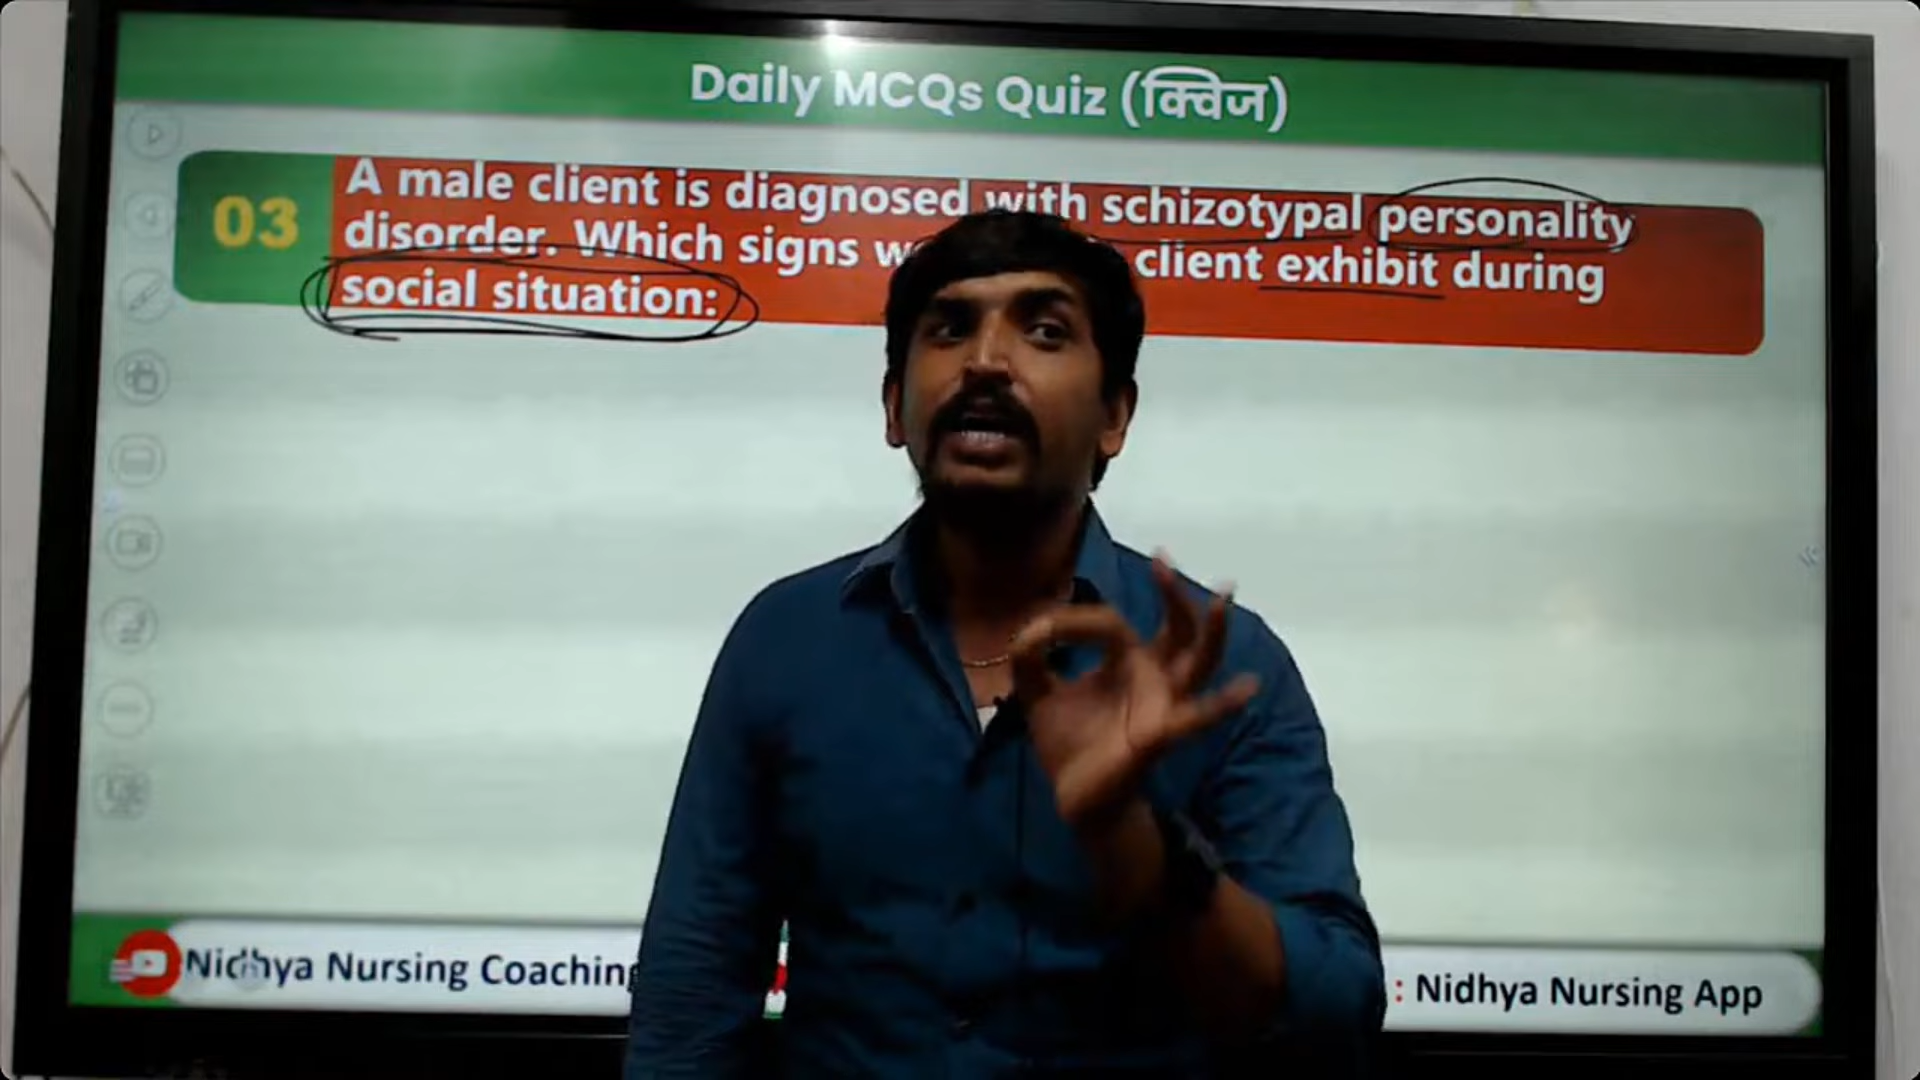 Daily MCQs Quiz (क्विज)
03
A male client is diagnosed with schizotypal personality
disorder. Which signs client exhibit during
social situation:
Nidhya Nursing Coaching
: Nidhya Nursing App